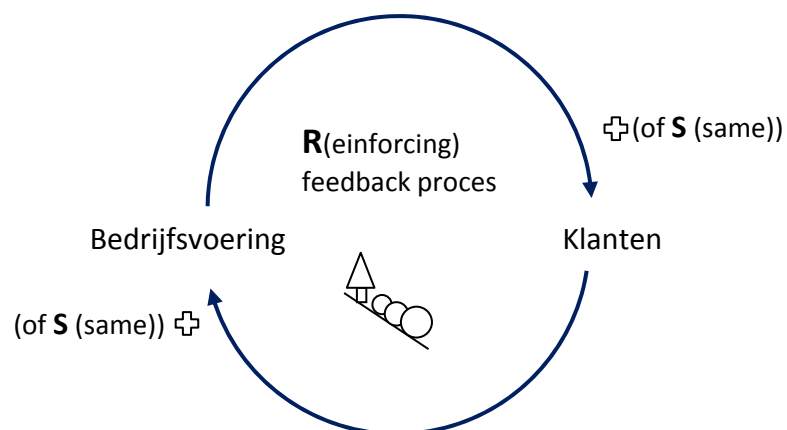 (of S (same))
R(einforcing)
feedback proces
Bedrijfsvoering
Klanten
(of S (same))